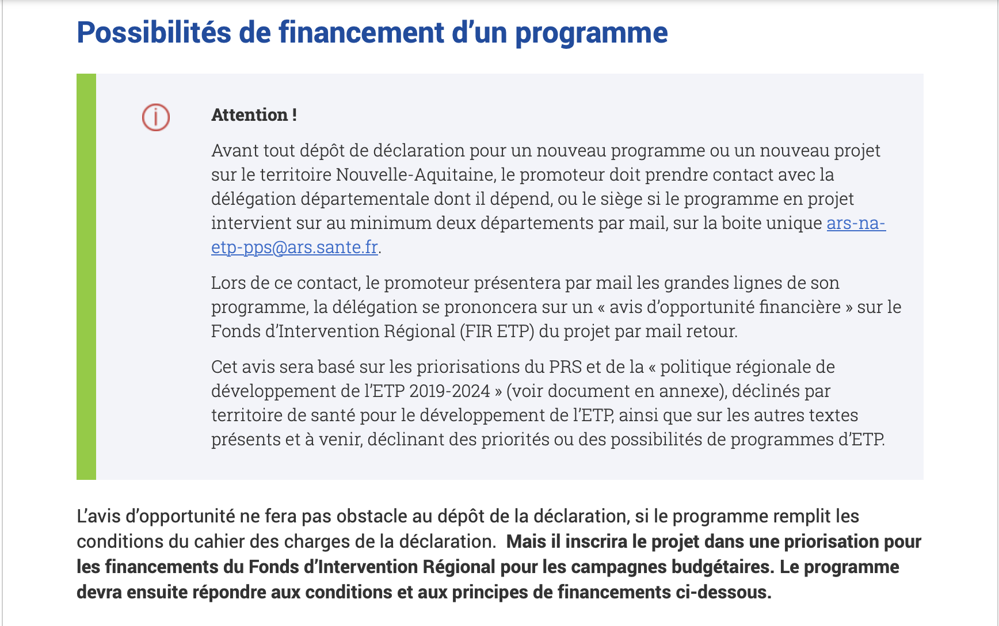 Possibilités de financement d’un programme
Attention !
Avant tout dépôt de déclaration pour un nouveau programme ou un nouveau projet
sur le territoire Nouvelle-Aquitaine, le promoteur doit prendre contact avec la
délégation départementale dont il dépend, ou le siège si le programme en projet
intervient sur au minimum deux départements par mail, sur la boite unique ars-na-
etp-pps@ars.sante.fr.
Lors de ce contact, le promoteur présentera par mail les grandes lignes de son
programme, la délégation se prononcera sur un « avis d’opportunité financière » sur le
Fonds d’Intervention Régional (FIR ETP) du projet par mail retour.
Cet avis sera basé sur les priorisations du PRS et de la « politique régionale de
développement de l’ETP 2019-2024 » (voir document en annexe), déclinés par
territoire de santé pour le développement de l’ETP, ainsi que sur les autres textes
présents et à venir, déclinant des priorités ou des possibilités de programmes d’ETP.
L’avis d’opportunité ne fera pas obstacle au dépôt de la déclaration, si le programme remplit les
conditions du cahier des charges de la déclaration.  Mais il inscrira le projet dans une priorisation pour
les financements du Fonds d’Intervention Régional pour les campagnes budgétaires. Le programme
devra ensuite répondre aux conditions et aux principes de financements ci-dessous.